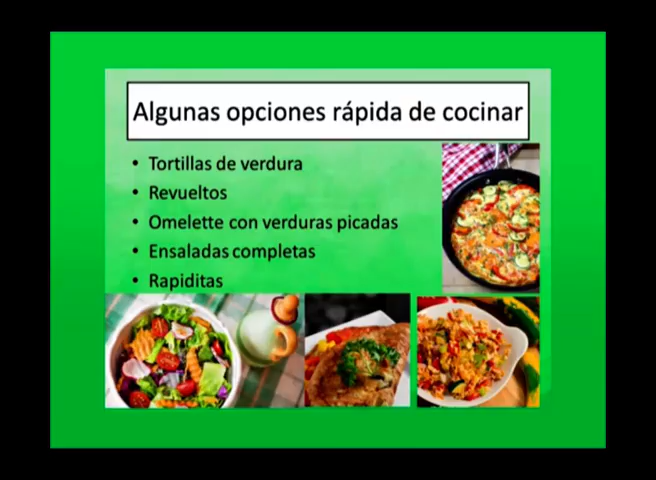 Algunas opciones rápida de cocinar
• Tortillas de verdura
• Revueltos
• Omelette con verduras picadas
• Ensaladas completas
• Rapiditas